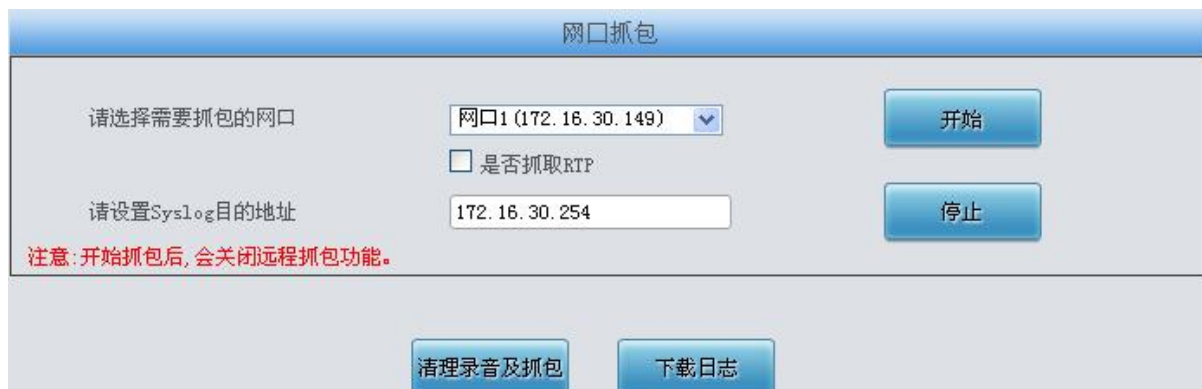 网口抓包
请选择需要抓包的网口 网口1(172.16.30.149) 开始
是否抓取RTP
请设置Syslog目的地址 172.16.30.254 停止
注意:开始抓包后,会关闭远程抓包功能。
清理录音及抓包 下载日志